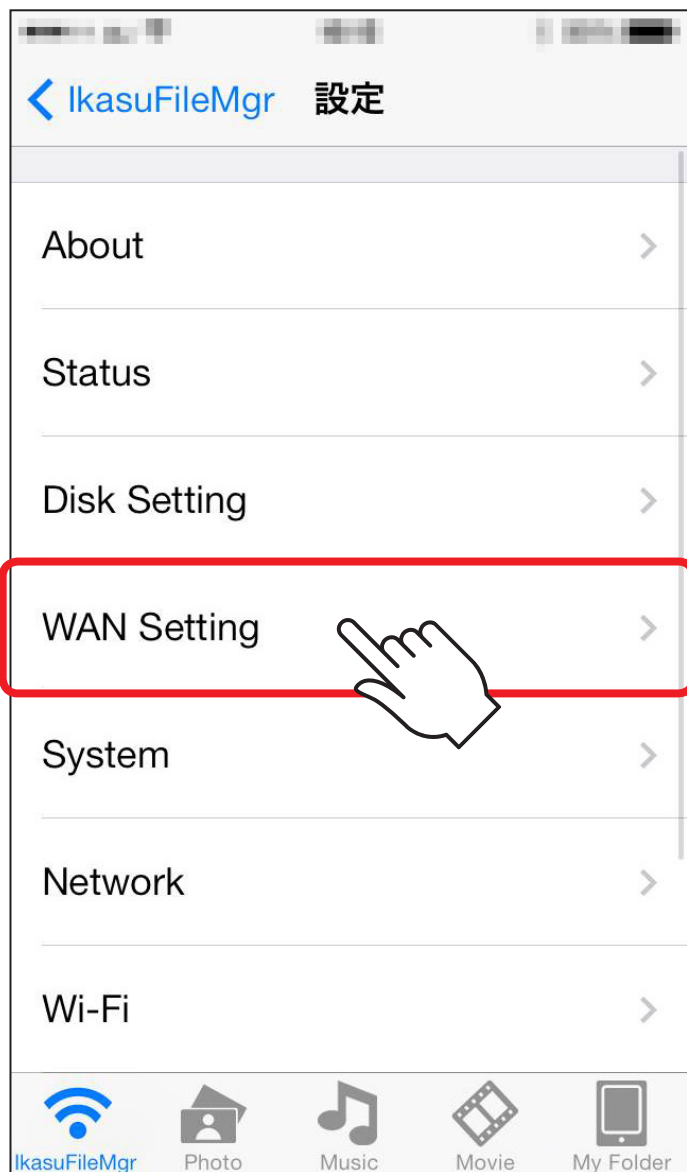 IkasuFileMgr 設定
About
Status
Disk Setting
WAN Setting
System
Network
Wi-Fi
IkasuFileMgr Photo Music Movie My Folder